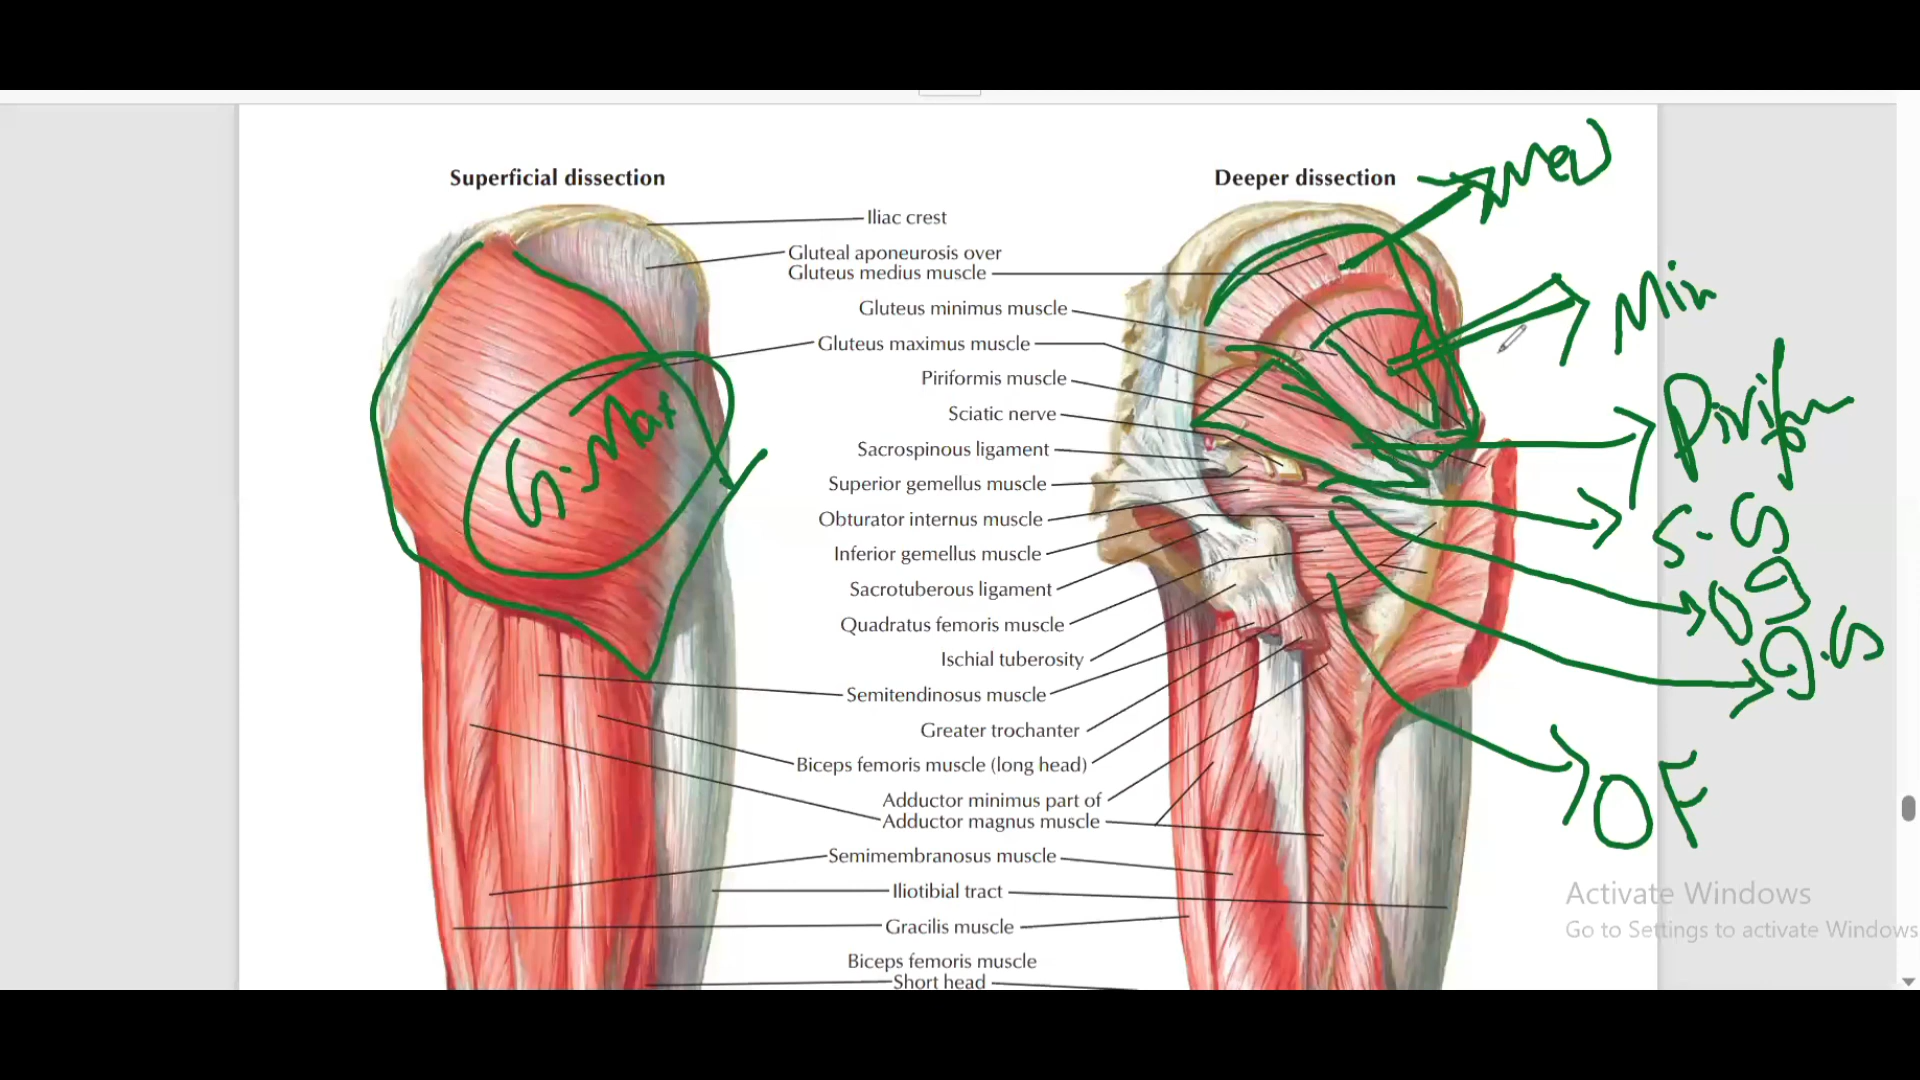 Superficial dissection
Deeper dissection
Iliac crest
Gluteal aponeurosis over
Gluteus medius muscle
Gluteus minimus muscle
Gluteus maximus muscle
Piriformis muscle
Sciatic nerve
Sacrospinous ligament
Superior gemellus muscle
Obturator internus muscle
Inferior gemellus muscle
Sacrotuberous ligament
Quadratus femoris muscle
Ischial tuberosity
Semitendinosus muscle
Greater trochanter
Biceps femoris muscle (long head)
Adductor minimus part of
Adductor magnus muscle
Semimembranosus muscle
Iliotibial tract
Gracilis muscle
Biceps femoris muscle
Short head
G.Max
Med
Min
S.G
Activate Windows
Go to Settings to activate Windows